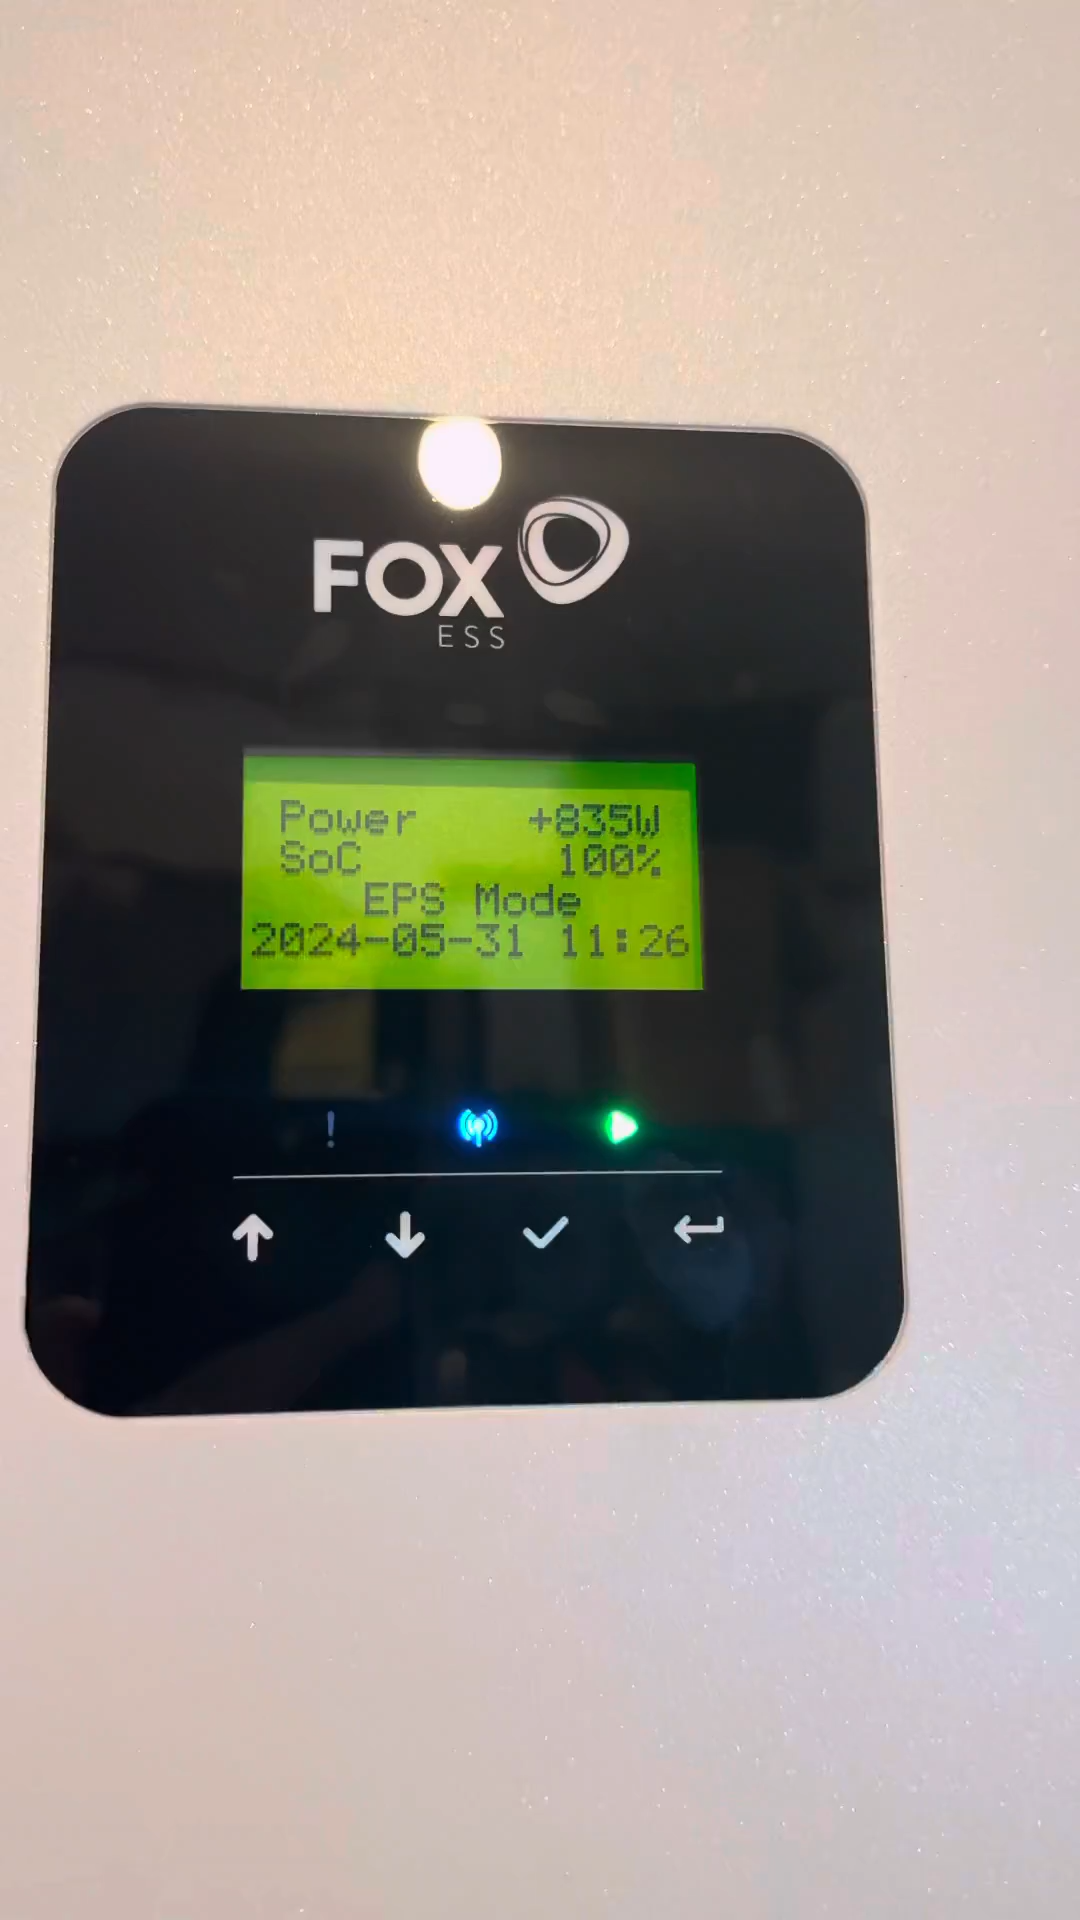 FOX
ESS
Power +835W
SoC 100%
EPS Mode
2024-05-31 11:26
!